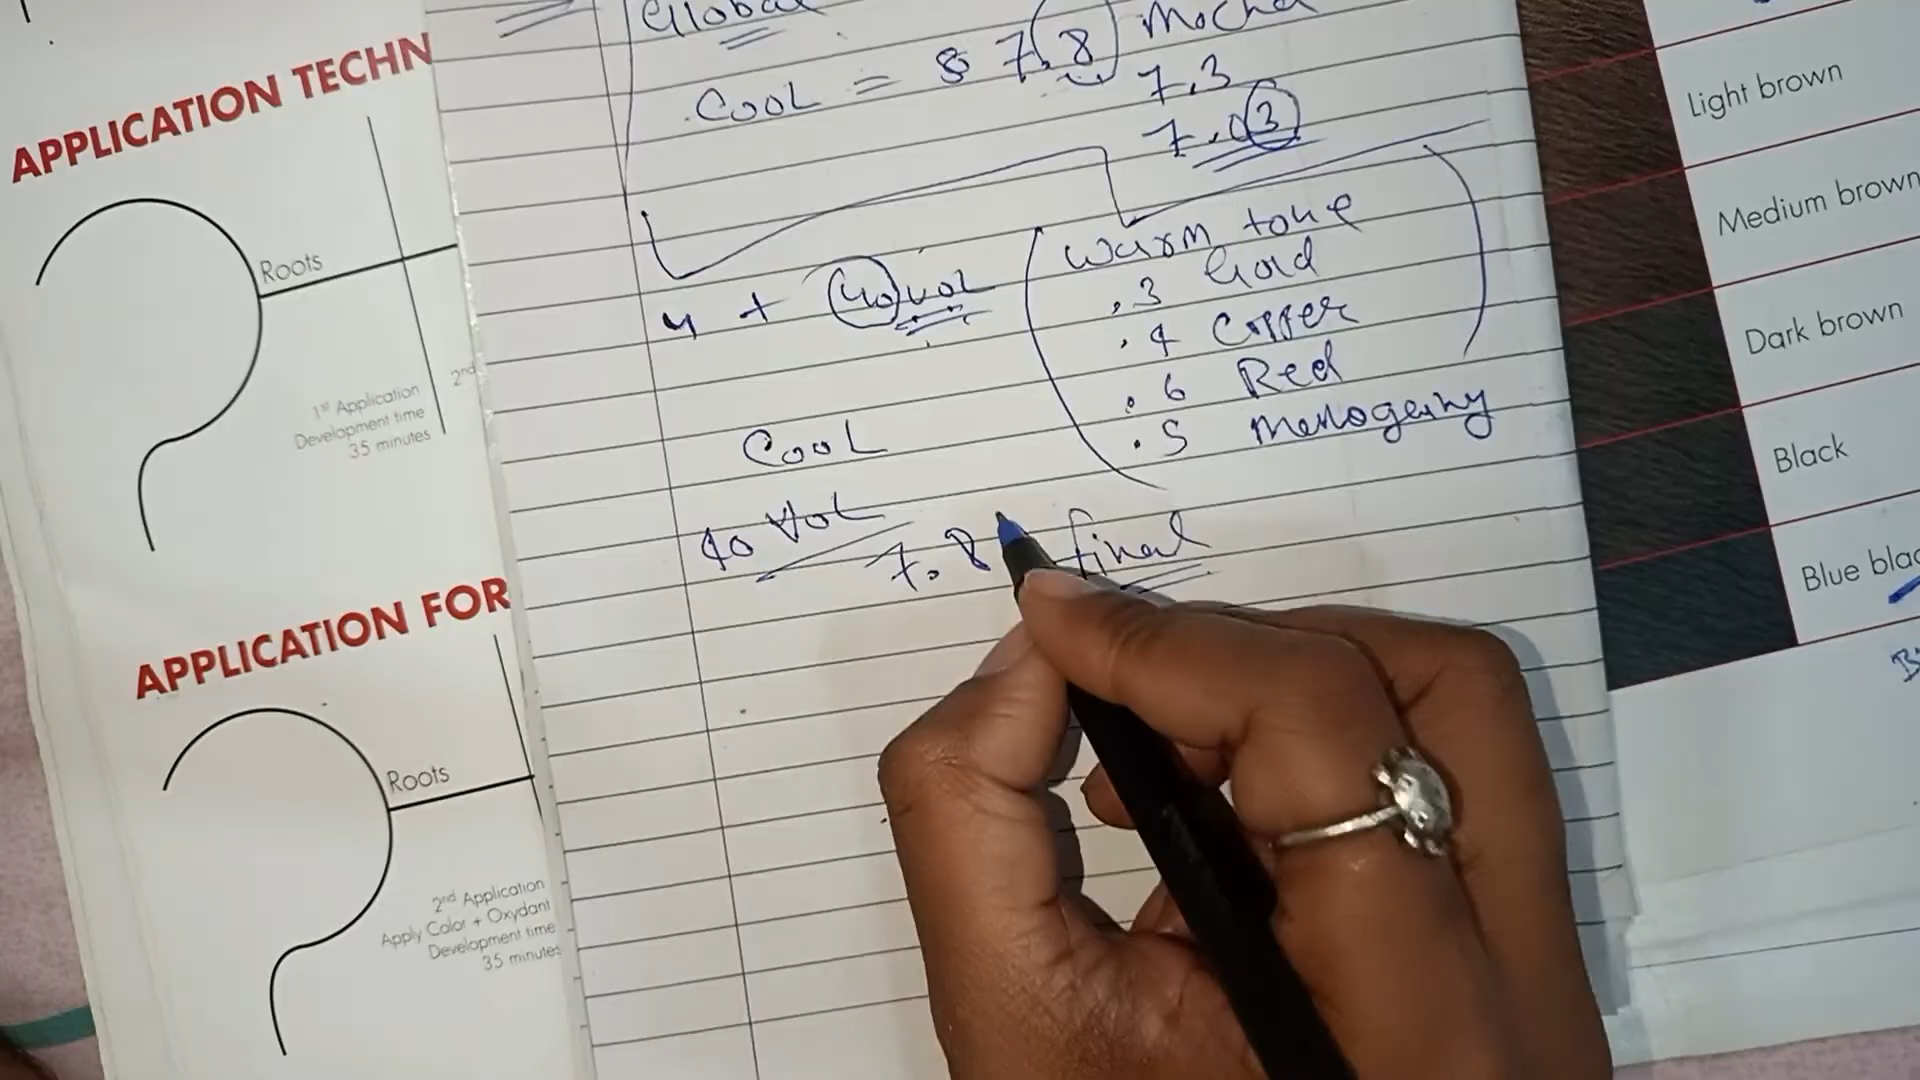 APPLICATION TECHN
Roots
2nd
1st Application
Development time
35 minutes
APPLICATION FOR
Roots
2nd Application
Apply Color + Oxydant
Development time
35 minutes
Global
Cool = 8 7.8 Mocha
7.3
7.03
4 + 40 vol
Warm tone
.3 Gold
.4 Copper
.6 Red
.5 Mahogany
Cool
40 Vol
7.8 final
Light brown
Medium brown
Dark brown
Black
Blue blac
B